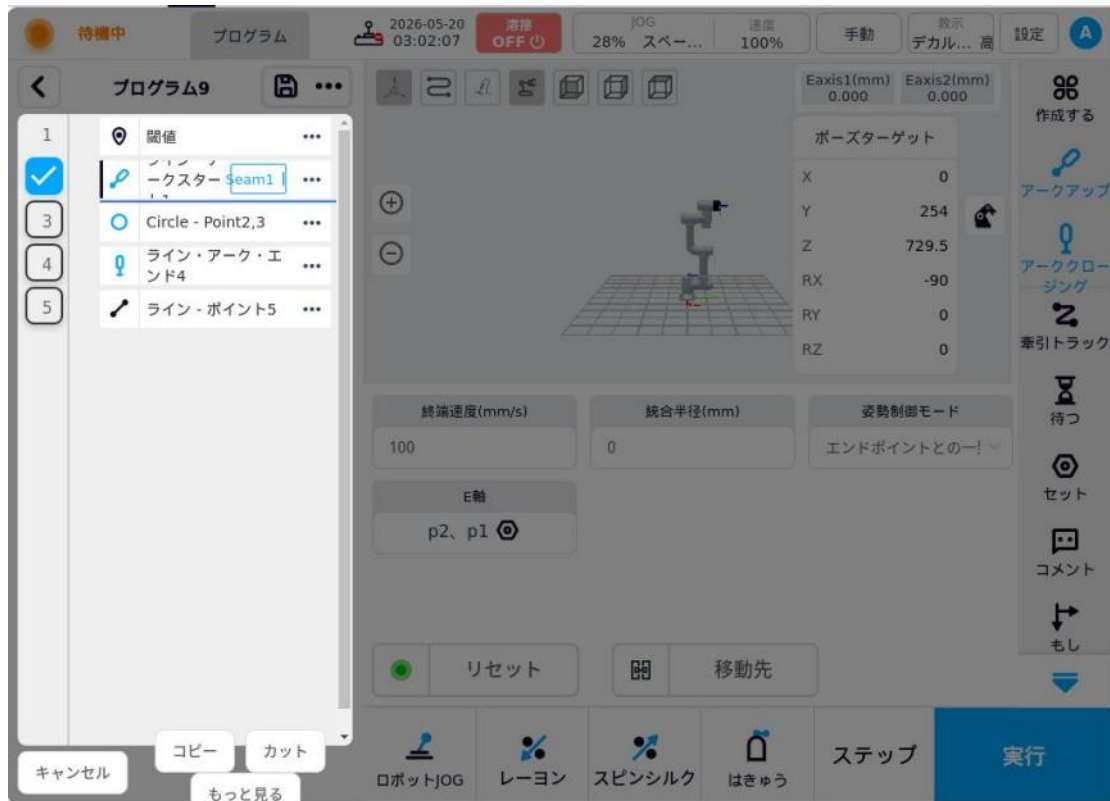 待機中
プログラム
2026-05-20
03:02:07
溶接
OFF
JOG
28% スペー...
速度
100%
手動
教示
デカル... 高
設定
A
プログラム9
1
閾値
ークスター
Seam1
3
Circle - Point2,3
4
ライン・アーク・エ
ンド4
5
ライン - ポイント5
キャンセル
コピー
カット
もっと見る
Eaxis1(mm)
0.000
Eaxis2(mm)
0.000
ポーズターゲット
X 0
Y 254
Z 729.5
RX -90
RY 0
RZ 0
終端速度(mm/s)
100
統合半径(mm)
0
姿勢制御モード
エンドポイントとの一
E軸
p2、p1
リセット
移動先
ロボットJOG
レーヨン
スピンシルク
はきゅう
ステップ
実行
作成する
アークアップ
アーククロー
ジング
牽引トラック
待つ
セット
コメント
もし